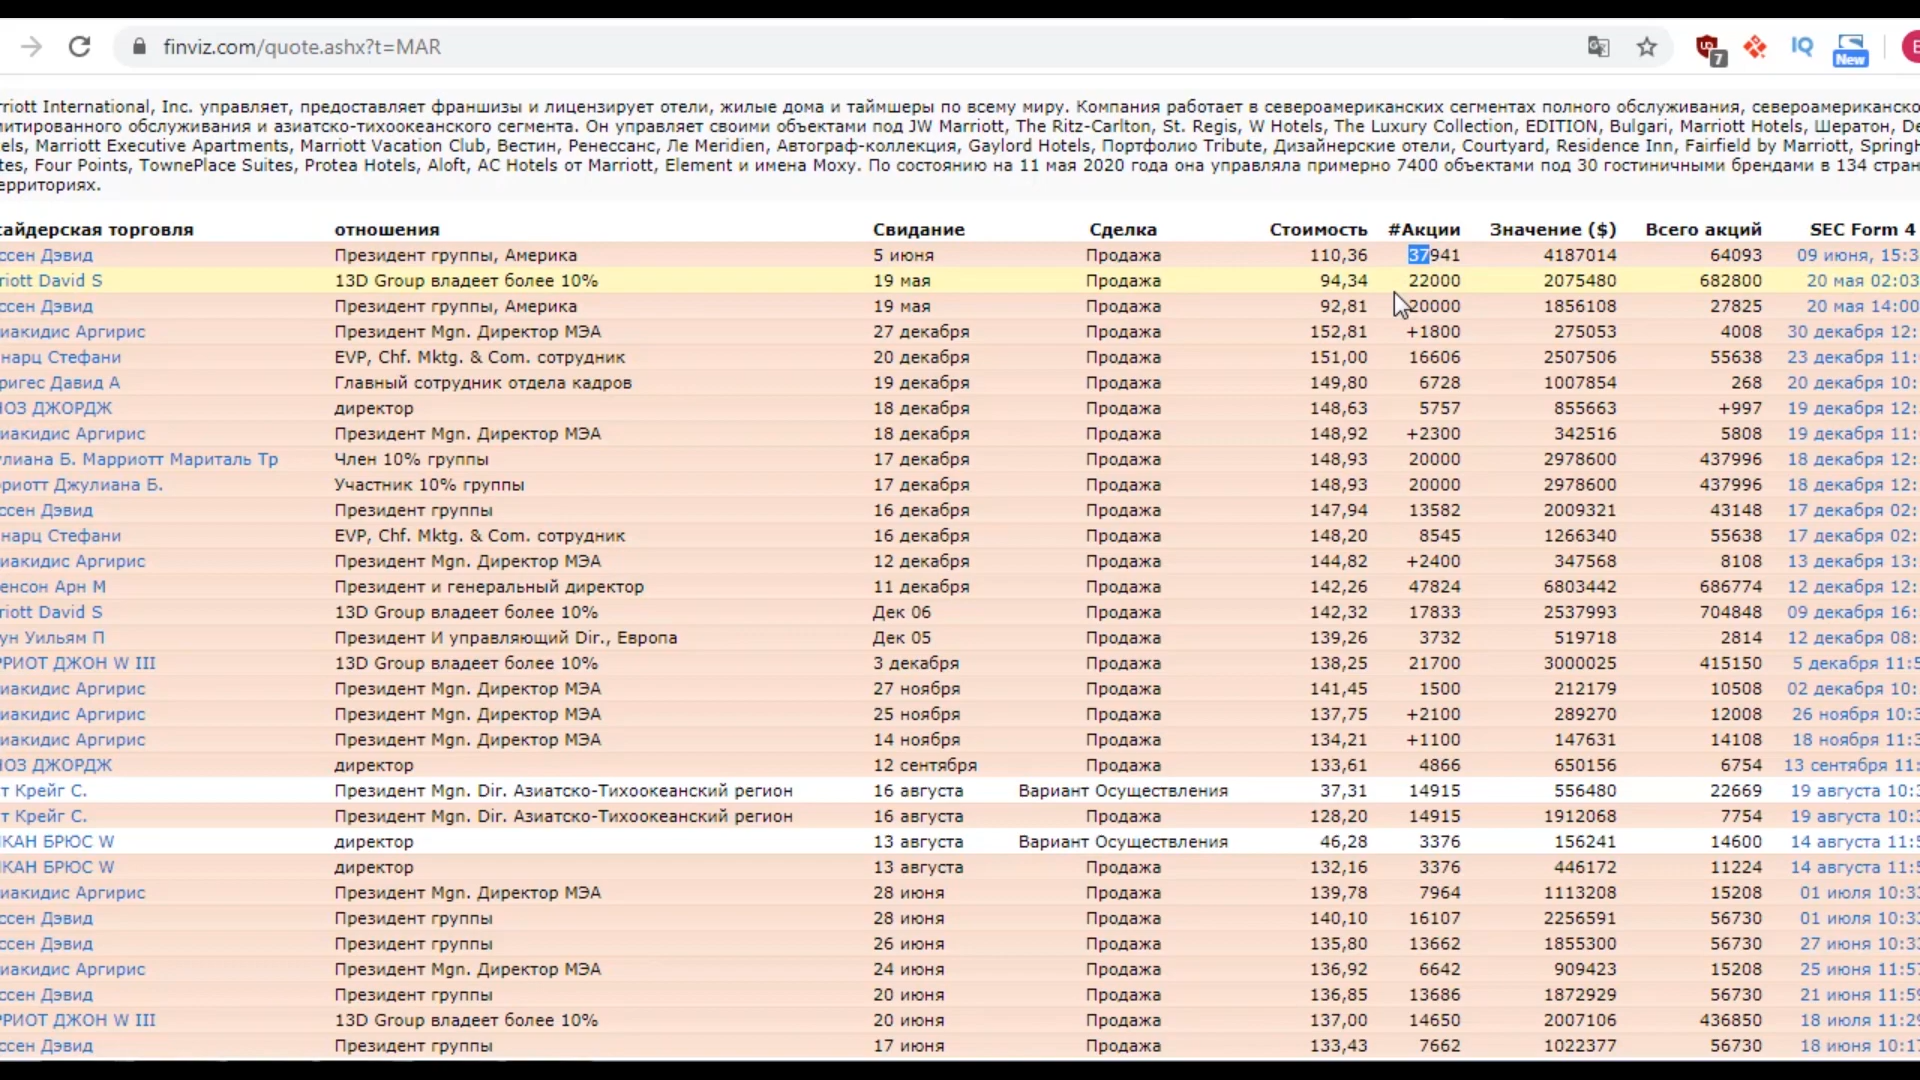 finviz.com/quote.ashx?t=MAR
7
IQ
New
riott International, Inc. управляет, предоставляет франшизы и лицензирует отели, жилые дома и таймшеры по всему миру. Компания работает в североамериканских сегментах полного обслуживания, североамериканско
итированного обслуживания и азиатско-тихоокеанского сегмента. Он управляет своими объектами под JW Marriott, The Ritz-Carlton, St. Regis, W Hotels, The Luxury Collection, EDITION, Bulgari, Marriott Hotels, Шератон, De
els, Marriott Executive Apartments, Marriott Vacation Club, Вестин, Ренессанс, Ле Meridien, Автограф-коллекция, Gaylord Hotels, Портфолио Tribute, Дизайнерские отели, Courtyard, Residence Inn, Fairfield by Marriott, SpringH
tes, Four Points, TownePlace Suites, Protea Hotels, Aloft, AC Hotels от Marriott, Element и имена Moxy. По состоянию на 11 мая 2020 года она управляла примерно 7400 объектами под 30 гостиничными брендами в 134 стран
ерриториях.
сайдерская торговля отношения Свидание Сделка Стоимость #Акции Значение ($) Всего акций SEC Form 4
ссен Дэвид Президент группы, Америка 5 июня Продажа 110,36 37941 4187014 64093 09 июня, 15:3
riott David S 13D Group владеет более 10% 19 мая Продажа 94,34 22000 2075480 682800 20 мая 02:03
ссен Дэвид Президент группы, Америка 19 мая Продажа 92,81 20000 1856108 27825 20 мая 14:00
иакидис Аргирис Президент Mgn. Директор МЭА 27 декабря Продажа 152,81 +1800 275053 4008 30 декабря 12:
нарц Стефани EVP, Chf. Mktg. & Com. сотрудник 20 декабря Продажа 151,00 16606 2507506 55638 23 декабря 11:
ригес Давид А Главный сотрудник отдела кадров 19 декабря Продажа 149,80 6728 1007854 268 20 декабря 10:
ОЗ ДЖОРДЖ директор 18 декабря Продажа 148,63 5757 855663 +997 19 декабря 12:
иакидис Аргирис Президент Mgn. Директор МЭА 18 декабря Продажа 148,92 +2300 342516 5808 19 декабря 11:
улиана Б. Марриотт Мариталь Тр Член 10% группы 17 декабря Продажа 148,93 20000 2978600 437996 18 декабря 12:
рриотт Джулиана Б. Участник 10% группы 17 декабря Продажа 148,93 20000 2978600 437996 18 декабря 12:
ссен Дэвид Президент группы 16 декабря Продажа 147,94 13582 2009321 43148 17 декабря 02:
нарц Стефани EVP, Chf. Mktg. & Com. сотрудник 16 декабря Продажа 148,20 8545 1266340 55638 17 декабря 02:
иакидис Аргирис Президент Mgn. Директор МЭА 12 декабря Продажа 144,82 +2400 347568 8108 13 декабря 13:
енсон Арн М Президент и генеральный директор 11 декабря Продажа 142,26 47824 6803442 686774 12 декабря 12:
riott David S 13D Group владеет более 10% Дек 06 Продажа 142,32 17833 2537993 704848 09 декабря 16:
ун Уильям П Президент И управляющий Dir., Европа Дек 05 Продажа 139,26 3732 519718 2814 12 декабря 08:
РРИОТ ДЖОН W III 13D Group владеет более 10% 3 декабря Продажа 138,25 21700 3000025 415150 5 декабря 11:5
иакидис Аргирис Президент Mgn. Директор МЭА 27 ноября Продажа 141,45 1500 212179 10508 02 декабря 10:
иакидис Аргирис Президент Mgn. Директор МЭА 25 ноября Продажа 137,75 +2100 289270 12008 26 ноября 10:3
иакидис Аргирис Президент Mgn. Директор МЭА 14 ноября Продажа 134,21 +1100 147631 14108 18 ноября 11:3
ОЗ ДЖОРДЖ директор 12 сентября Продажа 133,61 4866 650156 6754 13 сентября 11:
т Крейг С. Президент Mgn. Dir. Азиатско-Тихоокеанский регион 16 августа Вариант Осуществления 37,31 14915 556480 22669 19 августа 10:3
т Крейг С. Президент Mgn. Dir. Азиатско-Тихоокеанский регион 16 августа Продажа 128,20 14915 1912068 7754 19 августа 10:3
КАН БРЮС W директор 13 августа Вариант Осуществления 46,28 3376 156241 14600 14 августа 11:5
КАН БРЮС W директор 13 августа Продажа 132,16 3376 446172 11224 14 августа 11:5
иакидис Аргирис Президент Mgn. Директор МЭА 28 июня Продажа 139,78 7964 1113208 15208 01 июля 10:33
ссен Дэвид Президент группы 28 июня Продажа 140,10 16107 2256591 56730 01 июля 10:33
ссен Дэвид Президент группы 26 июня Продажа 135,80 13662 1855300 56730 27 июня 10:33
иакидис Аргирис Президент Mgn. Директор МЭА 24 июня Продажа 136,92 6642 909423 15208 25 июня 11:57
ссен Дэвид Президент группы 20 июня Продажа 136,85 13686 1872929 56730 21 июня 11:59
РРИОТ ДЖОН W III 13D Group владеет более 10% 20 июня Продажа 137,00 14650 2007106 436850 18 июля 11:29
ссен Дэвид Президент группы 17 июня Продажа 133,43 7662 1022377 56730 18 июня 10:17